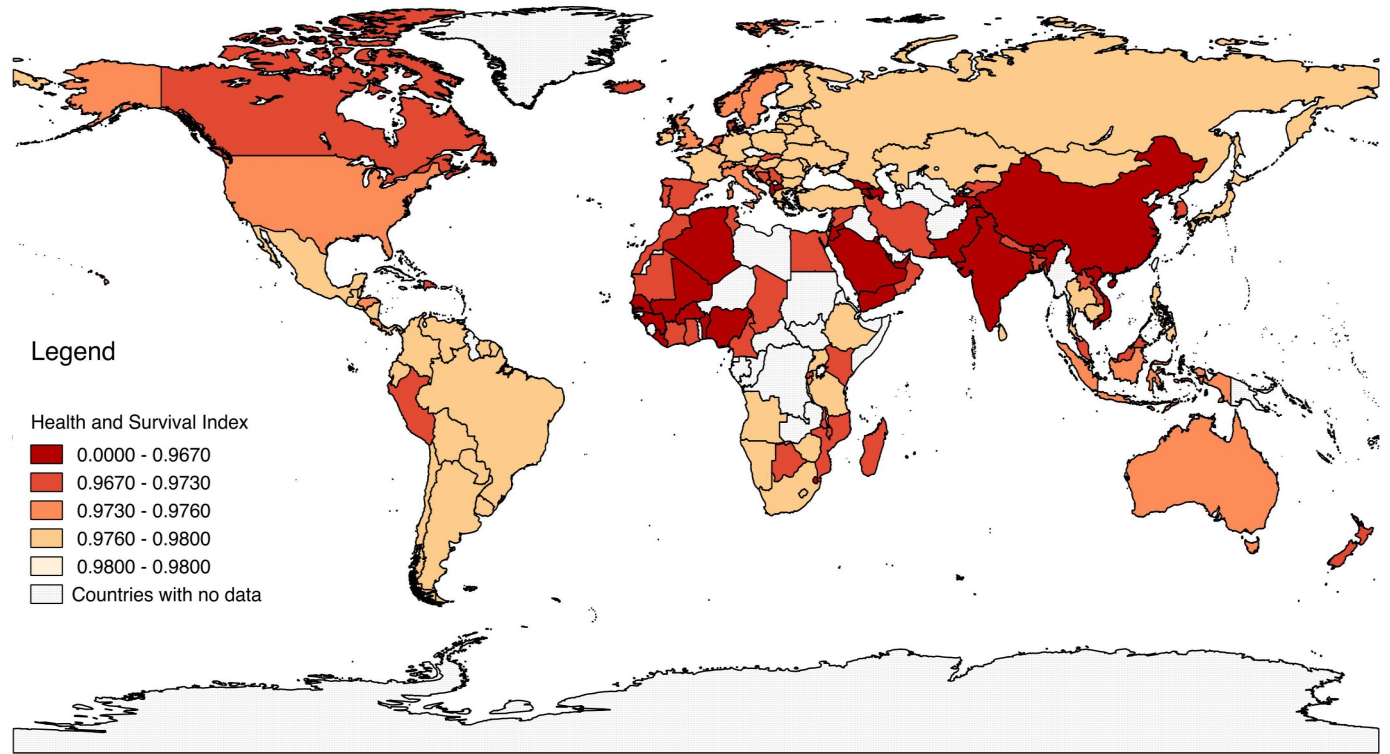 Legend
Health and Survival Index
0.0000 - 0.9670
0.9670 - 0.9730
0.9730 - 0.9760
0.9760 - 0.9800
0.9800 - 0.9800
Countries with no data